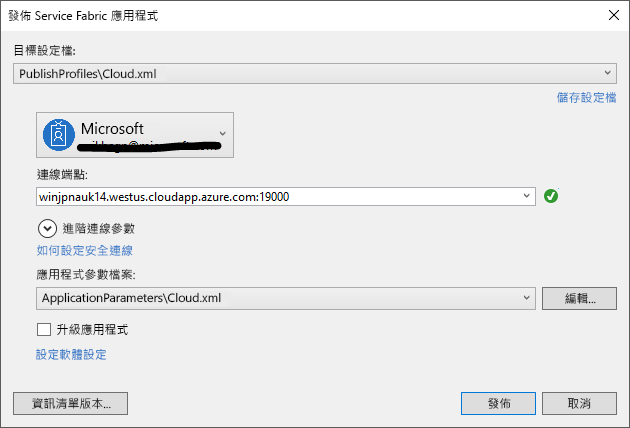 發佈 Service Fabric 應用程式
目標設定檔:
PublishProfiles\Cloud.xml
儲存設定檔
Microsoft
連線端點:
winjpnauk14.westus.cloudapp.azure.com:19000
進階連線參數
如何設定安全連線
應用程式參數檔案:
ApplicationParameters\Cloud.xml
編輯...
升級應用程式
設定軟體設定
資訊清單版本...
發佈
取消